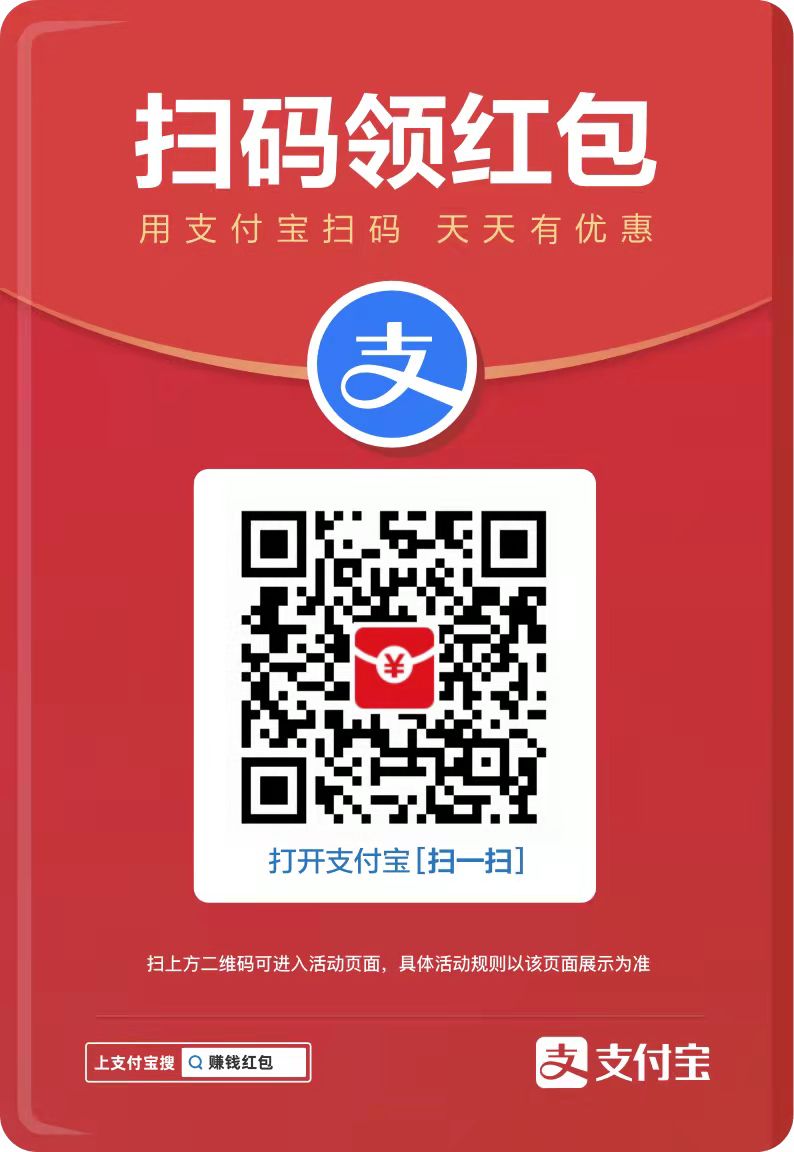 扫码领红包
用支付宝扫码 天天有优惠
支
¥
打开支付宝[扫一扫]
扫上方二维码可进入活动页面，具体活动规则以该页面展示为准
上支付宝搜 赚钱红包
支 支付宝